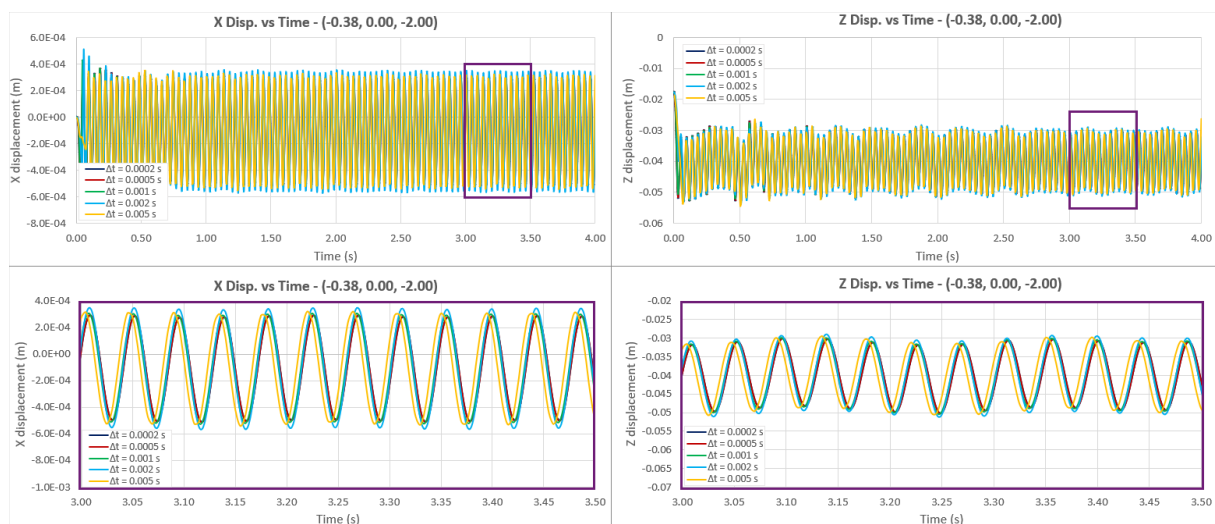 X Disp. vs Time - (-0.38, 0.00, -2.00)
6.0E-04
4.0E-04
2.0E-04
0.0E+00
-2.0E-04
-4.0E-04
-6.0E-04
-8.0E-04
X displacement (m)
Δt = 0.0002 s
Δt = 0.0005 s
Δt = 0.001 s
Δt = 0.002 s
Δt = 0.005 s
0.00 0.50 1.00 1.50 2.00 2.50 3.00 3.50 4.00
Time (s)
Z Disp. vs Time - (-0.38, 0.00, -2.00)
0
-0.01
-0.02
-0.03
-0.04
-0.05
-0.06
Z displacement (m)
Δt = 0.0002 s
Δt = 0.0005 s
Δt = 0.001 s
Δt = 0.002 s
Δt = 0.005 s
0.00 0.50 1.00 1.50 2.00 2.50 3.00 3.50 4.00
Time (s)
X Disp. vs Time - (-0.38, 0.00, -2.00)
4.0E-04
2.0E-04
0.0E+00
-2.0E-04
-4.0E-04
-6.0E-04
-8.0E-04
-1.0E-03
X displacement (m)
Δt = 0.0002 s
Δt = 0.0005 s
Δt = 0.001 s
Δt = 0.002 s
Δt = 0.005 s
3.00 3.05 3.10 3.15 3.20 3.25 3.30 3.35 3.40 3.45 3.50
Time (s)
Z Disp. vs Time - (-0.38, 0.00, -2.00)
-0.02
-0.025
-0.03
-0.035
-0.04
-0.045
-0.05
-0.055
-0.06
-0.065
-0.07
Z displacement (m)
Δt = 0.0002 s
Δt = 0.0005 s
Δt = 0.001 s
Δt = 0.002 s
Δt = 0.005 s
3.00 3.05 3.10 3.15 3.20 3.25 3.30 3.35 3.40 3.45 3.50
Time (s)